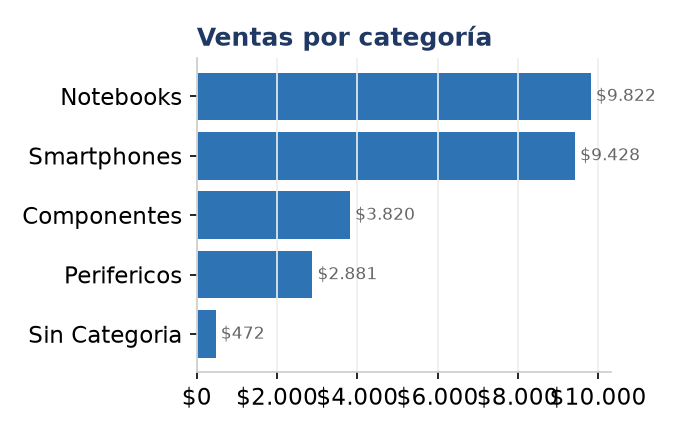 Ventas por categoría
Notebooks $9.822
Smartphones $9.428
Componentes $3.820
Perifericos $2.881
Sin Categoria $472
$0 $2.000 $4.000 $6.000 $8.000 $10.000